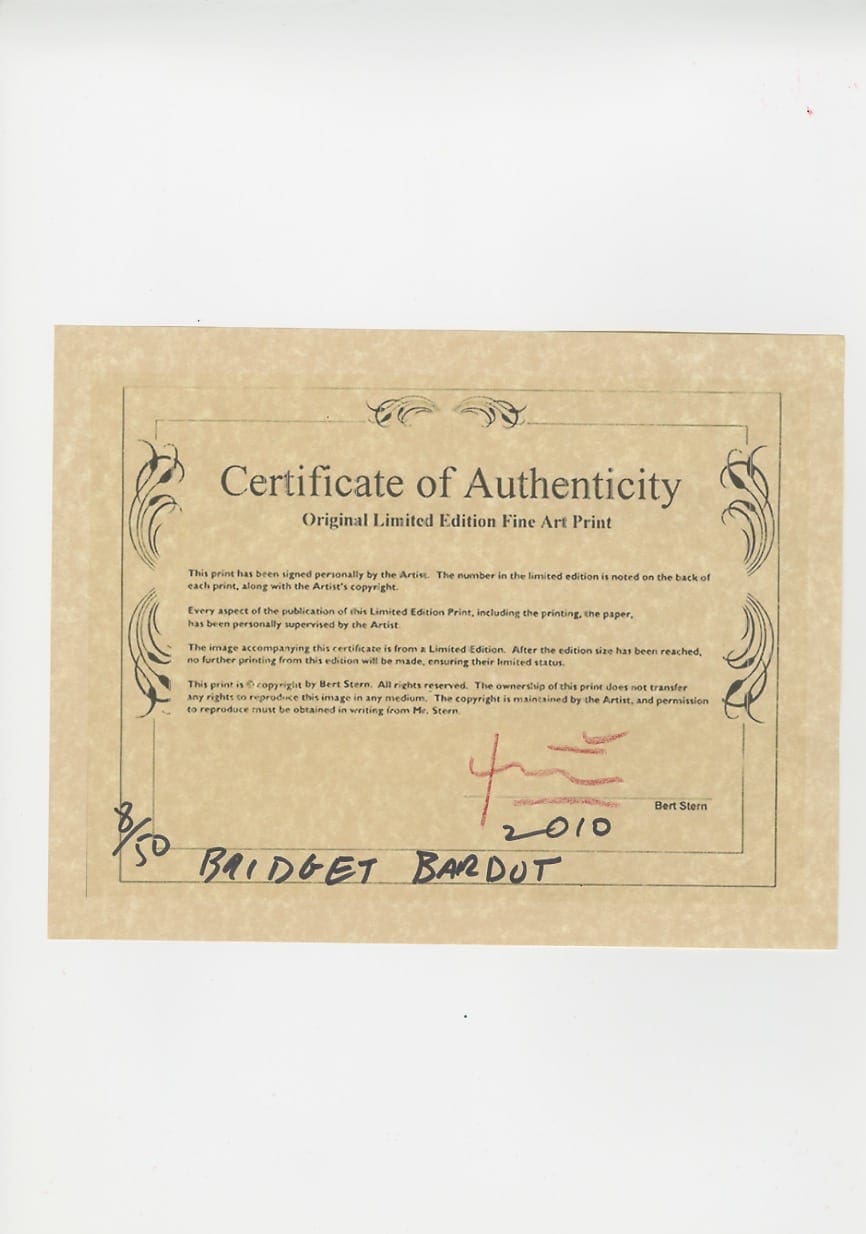 Certificate of Authenticity
Original Limited Edition Fine Art Print
This print has been signed personally by the Artist. The number in the limited edition is noted on the back of
each print, along with the Artist's copyright.
Every aspect of the publication of this Limited Edition Print, including the printing, the paper,
has been personally supervised by the Artist.
The image accompanying this certificate is from a Limited Edition. After the edition size has been reached,
no further printing from this edition will be made, ensuring their limited status.
This print is © copyright by Bert Stern. All rights reserved. The ownership of this print does not transfer
any rights to reproduce this image in any medium. The copyright is maintained by the Artist, and permission
to reproduce must be obtained in writing from Mr. Stern.
Bert Stern
2010
8/50
BRIDGET BARDOT